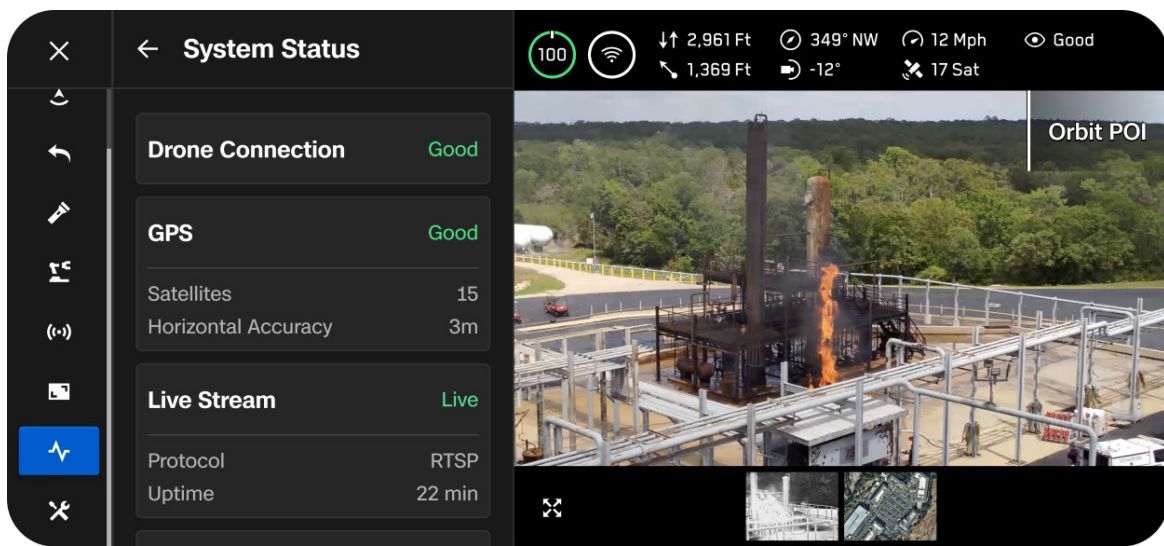 System Status
Drone Connection Good
GPS Good
Satellites 15
Horizontal Accuracy 3m
Live Stream Live
Protocol RTSP
Uptime 22 min
100
2,961 Ft 349° NW 12 Mph Good
1,369 Ft -12° 17 Sat
Orbit POI